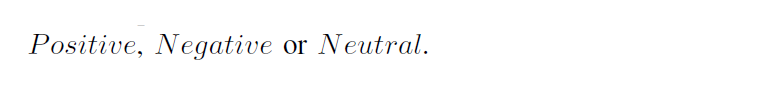 Positive, Negative or Neutral.